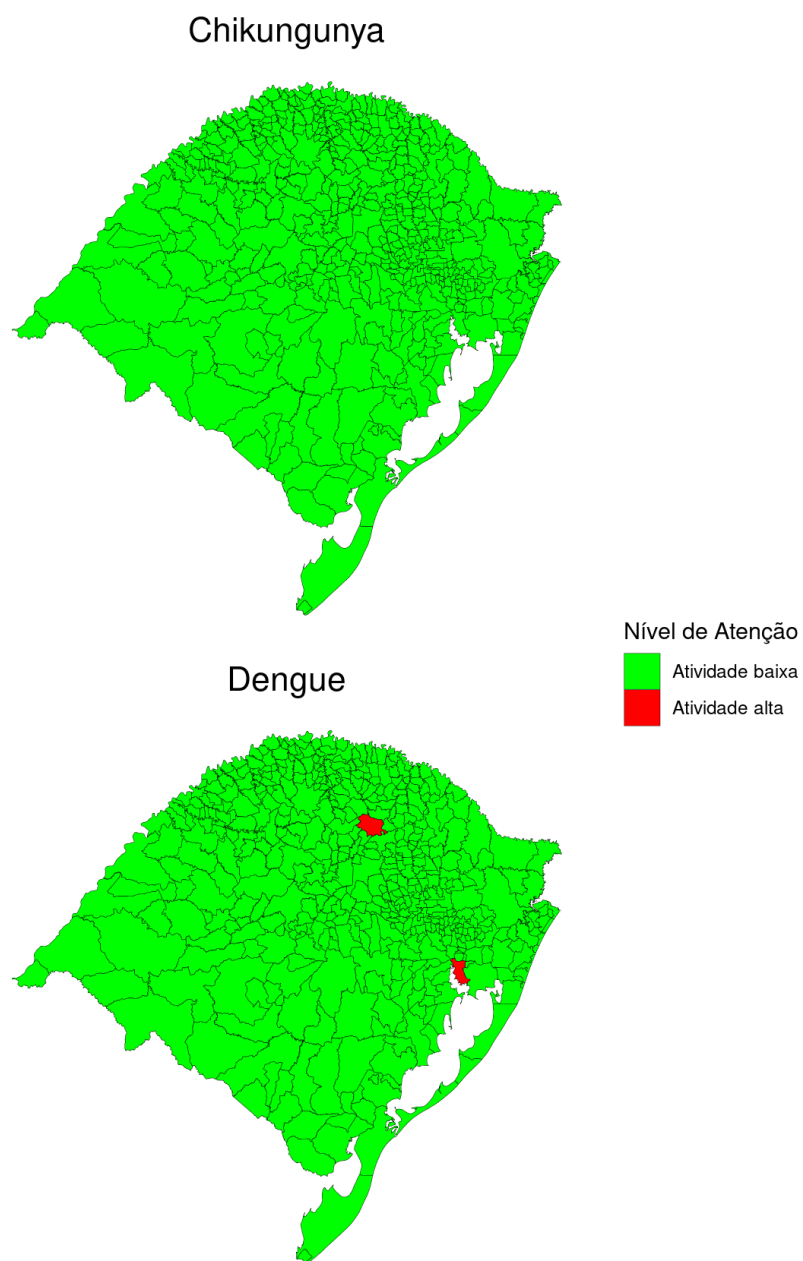 Chikungunya
Nível de Atenção
Atividade baixa
Atividade alta
Dengue